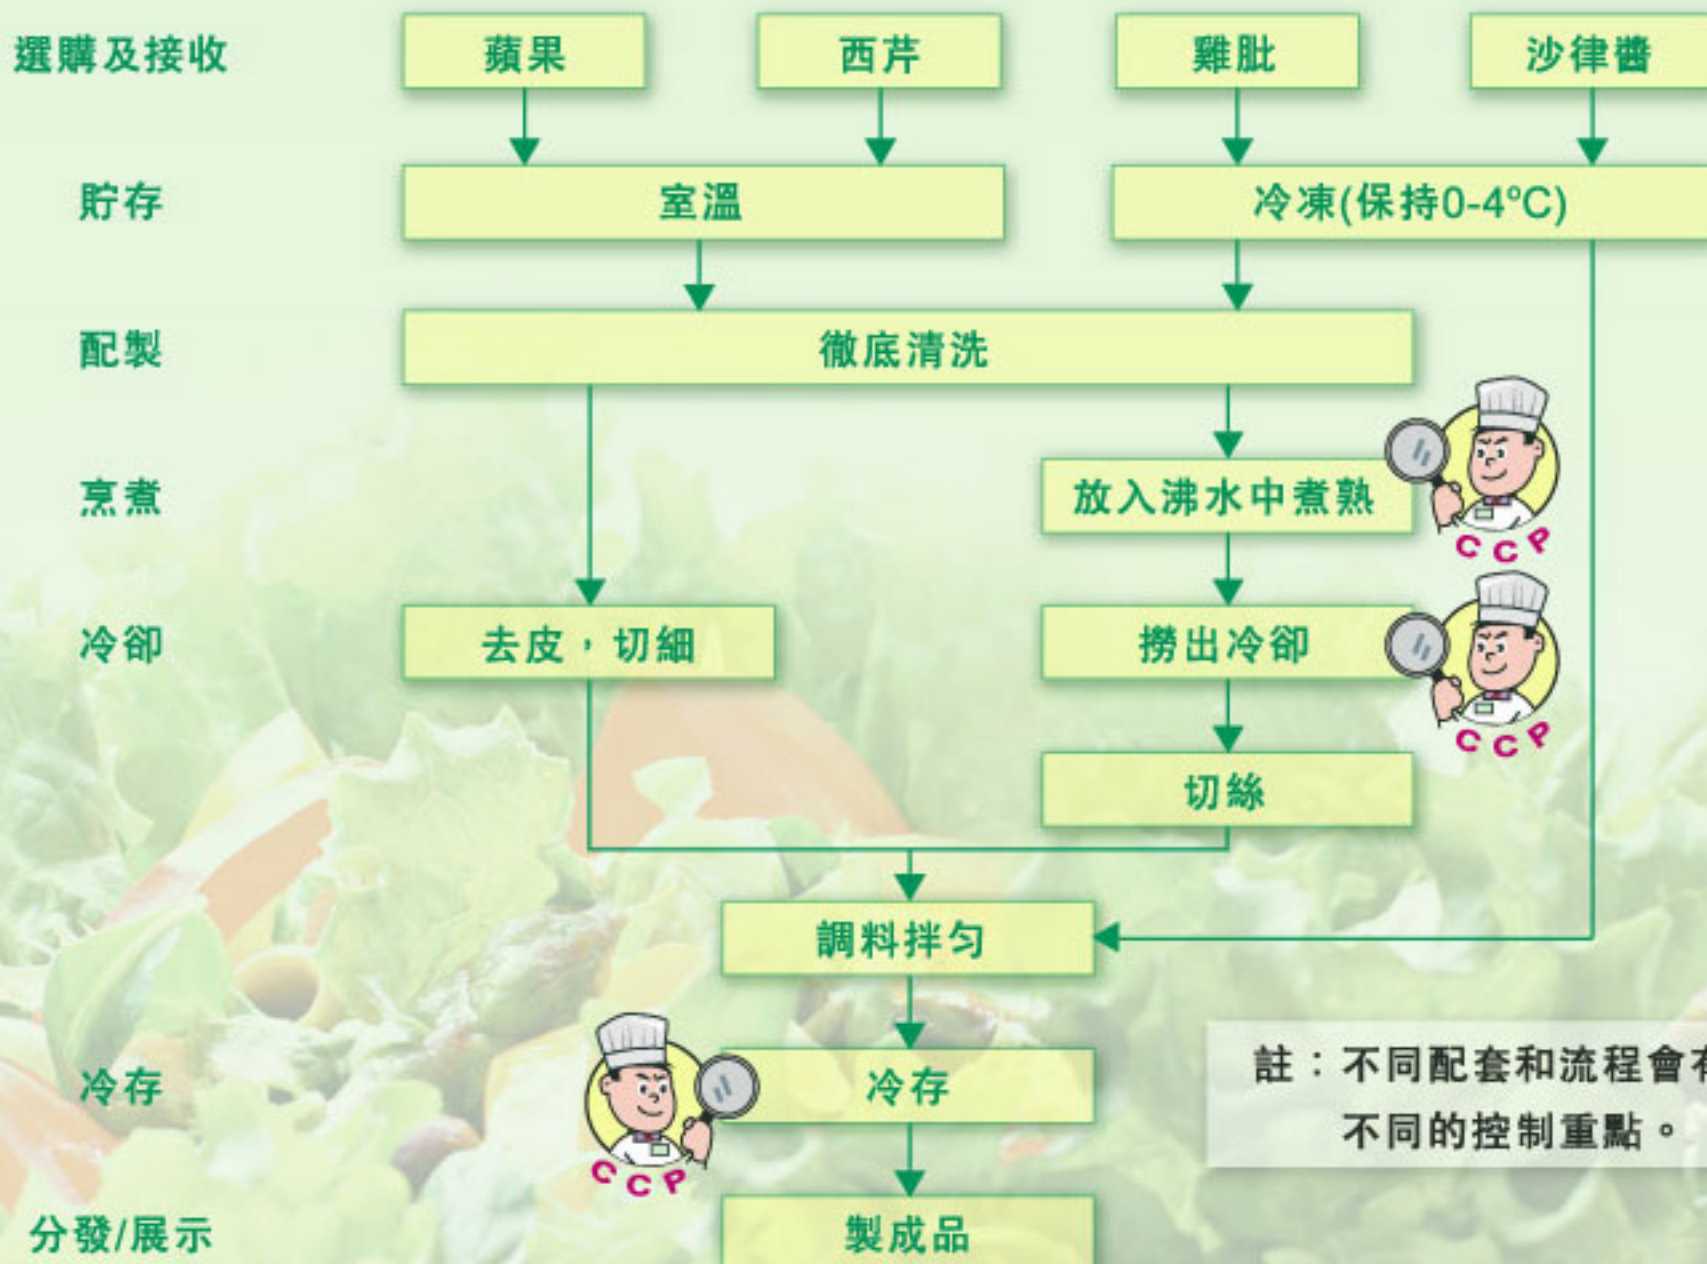 選購及接收
蘋果
西芹
雞肶
沙律醬
貯存
室溫
冷凍(保持0-4ºC)
配製
徹底清洗
烹煮
放入沸水中煮熟
CCP
冷卻
去皮，切細
撈出冷卻
CCP
切絲
調料拌匀
冷存
CCP
冷存
註：不同配套和流程會有
不同的控制重點。
分發/展示
製成品